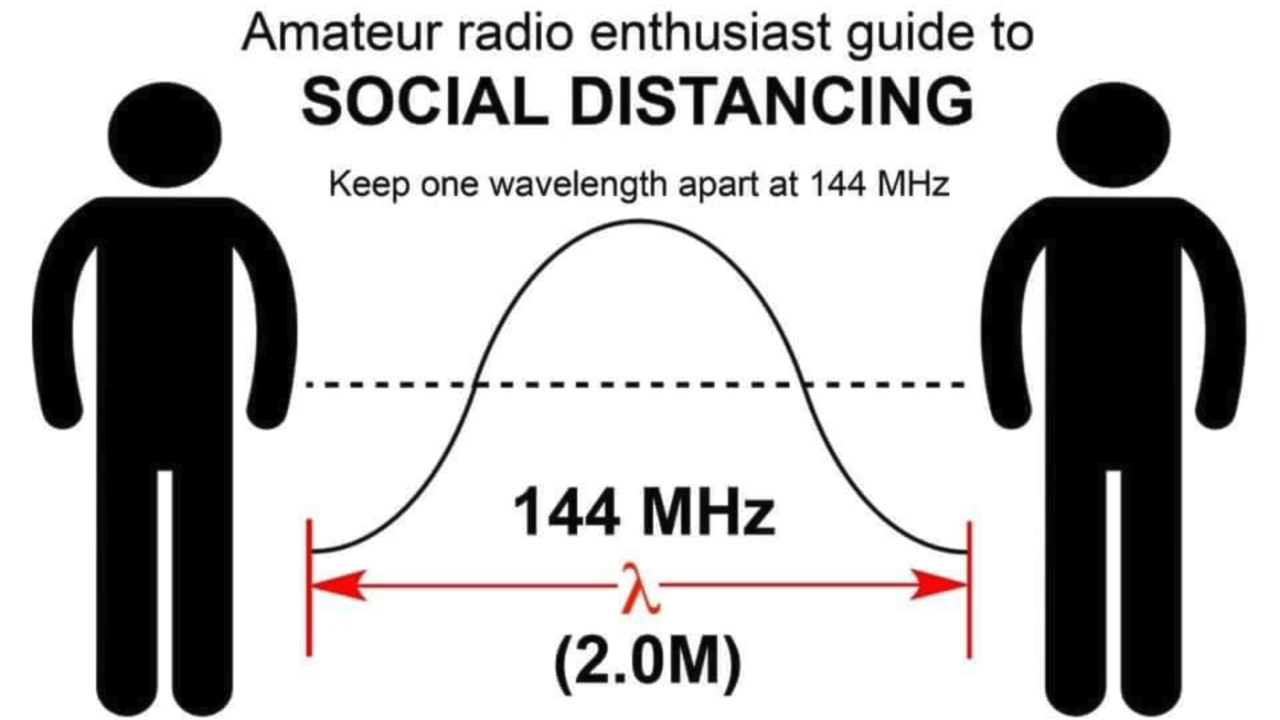 Amateur radio enthusiast guide to
SOCIAL DISTANCING
Keep one wavelength apart at 144 MHz
144 MHz
λ
(2.0M)